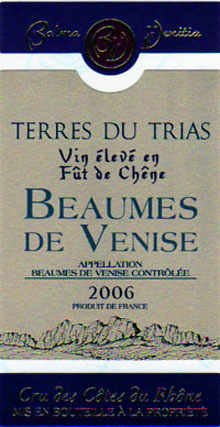 Balma Venitia
TERRES DU TRIAS
Vin élevé en
Fût de Chêne
BEAUMES
DE VENISE
APPELLATION
BEAUMES DE VENISE CONTRÔLÉE
2006
PRODUIT DE FRANCE
Cru des Côtes du Rhône
MIS EN BOUTEILLE À LA PROPRIÉTÉ